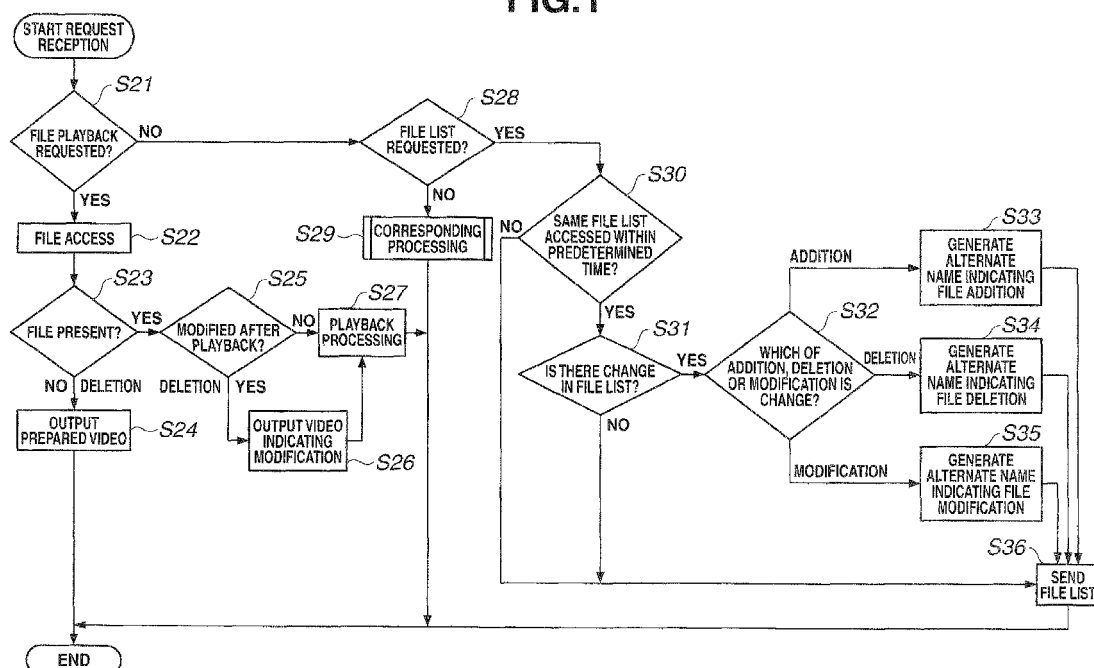 FIG.1
START REQUEST
RECEPTION
S21
FILE PLAYBACK
REQUESTED?
NO
YES
S28
FILE LIST
REQUESTED?
YES
NO
S22
FILE ACCESS
S29
CORRESPONDING
PROCESSING
S30
SAME FILE LIST
ACCESSED WITHIN
PREDETERMINED
TIME?
NO
YES
S23
FILE PRESENT?
YES
NO
DELETION
S25
MODIFIED AFTER
PLAYBACK?
NO
DELETION
YES
S27
PLAYBACK
PROCESSING
S24
OUTPUT
PREPARED VIDEO
OUTPUT VIDEO
INDICATING
MODIFICATION
S26
S31
IS THERE CHANGE
IN FILE LIST?
YES
NO
S32
WHICH OF
ADDITION, DELETION
OR MODIFICATION IS
CHANGE?
ADDITION
DELETION
MODIFICATION
S33
GENERATE
ALTERNATE
NAME INDICATING
FILE ADDITION
S34
GENERATE
ALTERNATE
NAME INDICATING
FILE DELETION
S35
GENERATE
ALTERNATE NAME
INDICATING FILE
MODIFICATION
S36
SEND
FILE LIST
END